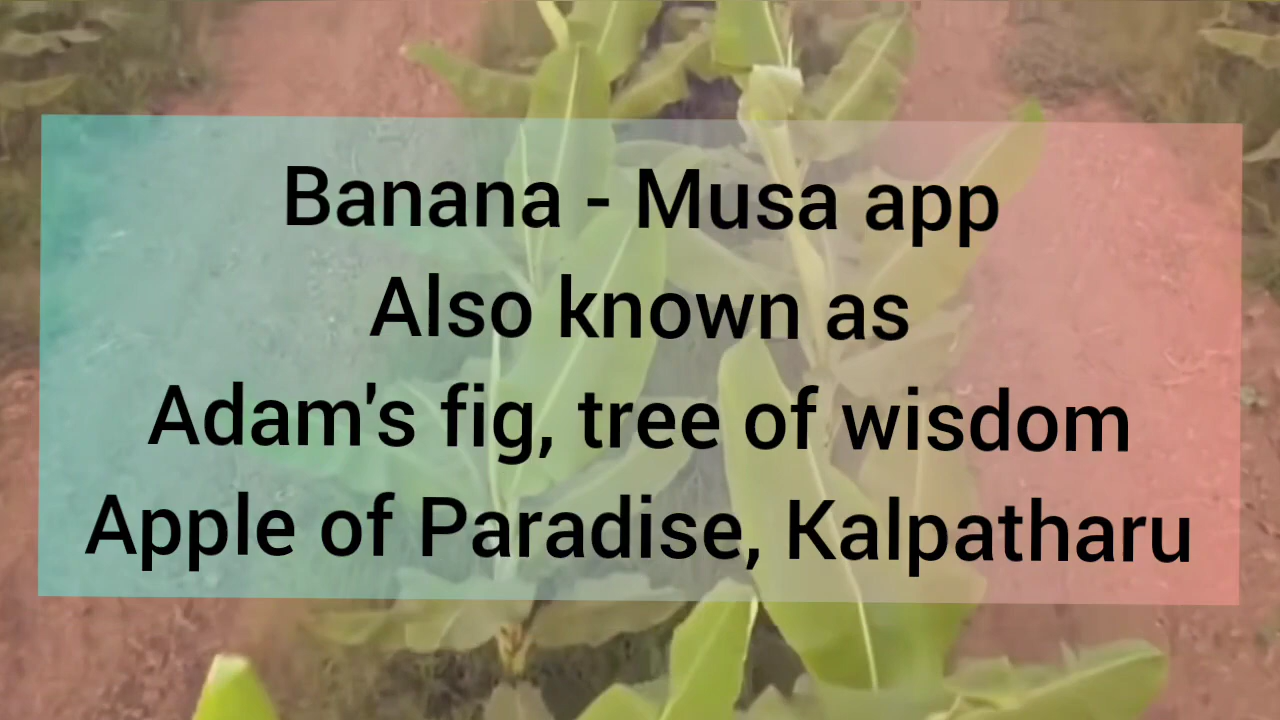 Banana - Musa app
Also known as
Adam's fig, tree of wisdom
Apple of Paradise, Kalpatharu